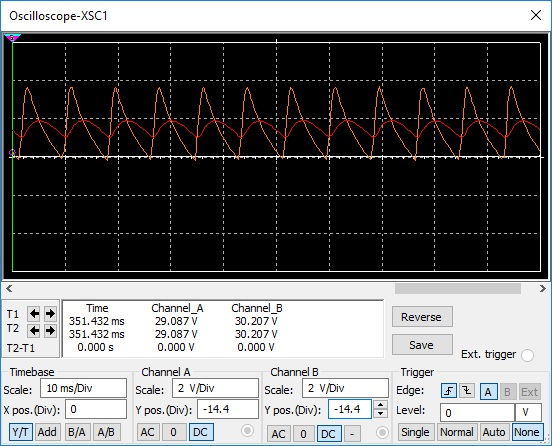 Oscilloscope-XSC1
Time Channel_A Channel_B
T1 351.432 ms 29.087 V 30.207 V
T2 351.432 ms 29.087 V 30.207 V
T2-T1 0.000 s 0.000 V 0.000 V
Reverse
Save
Ext. trigger
Timebase Channel A Channel B Trigger
Scale: 10 ms/Div Scale: 2 V/Div Scale: 2 V/Div Edge: A B Ext
X pos.(Div): 0 Y pos.(Div): -14.4 Y pos.(Div): -14.4 Level: 0 V
Y/T Add B/A A/B AC 0 DC AC 0 DC - Single Normal Auto None